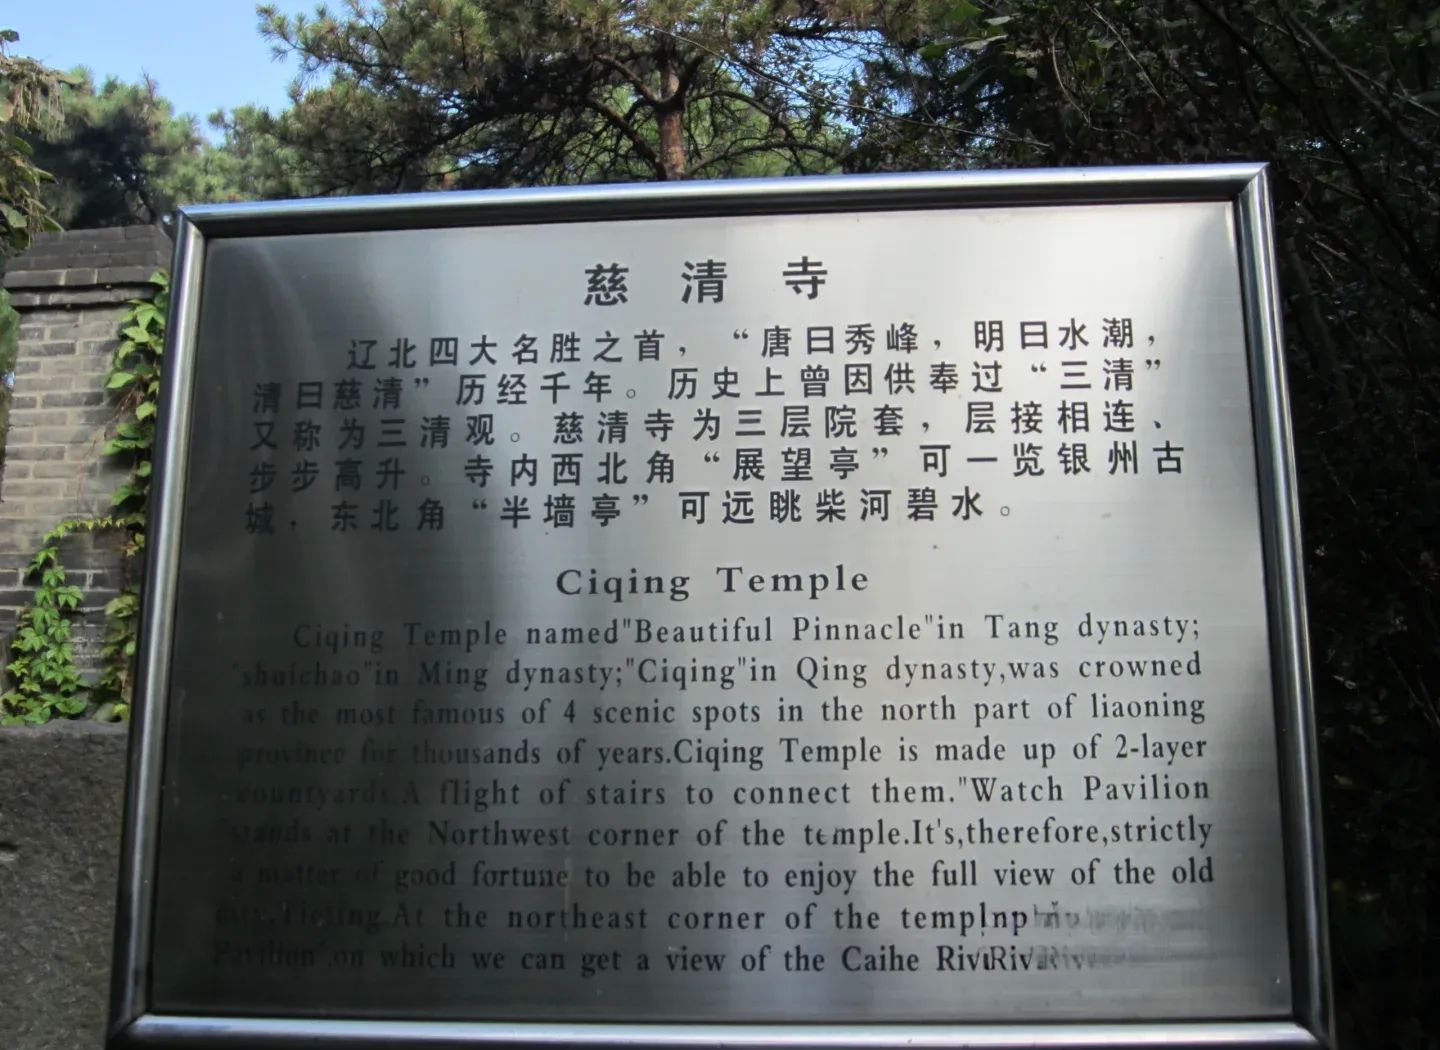 慈清寺
辽北四大名胜之首，“唐曰秀峰，明曰水潮，
清曰慈清”历经千年。历史上曾因供奉过“三清”
又称为三清观。慈清寺为三层院套，层接相连、
步步高升。寺内西北角“展望亭”可一览银州古
城，东北角“半墙亭”可远眺柴河碧水。
Ciqing Temple
Ciqing Temple named"Beautiful Pinnacle"in Tang dynasty;
"shuichao"in Ming dynasty;"Ciqing"in Qing dynasty,was crowned
as the most famous of 4 scenic spots in the north part of liaoning
province for thousands of years.Ciqing Temple is made up of 2-layer
countyards.A flight of stairs to connect them."Watch Pavilion
stands at the Northwest corner of the temple.It's,therefore,strictly
a matter of good fortune to be able to enjoy the full view of the old
city,Tieling.At the northeast corner of the
Pavilion",on which we can get a view of the Caihe